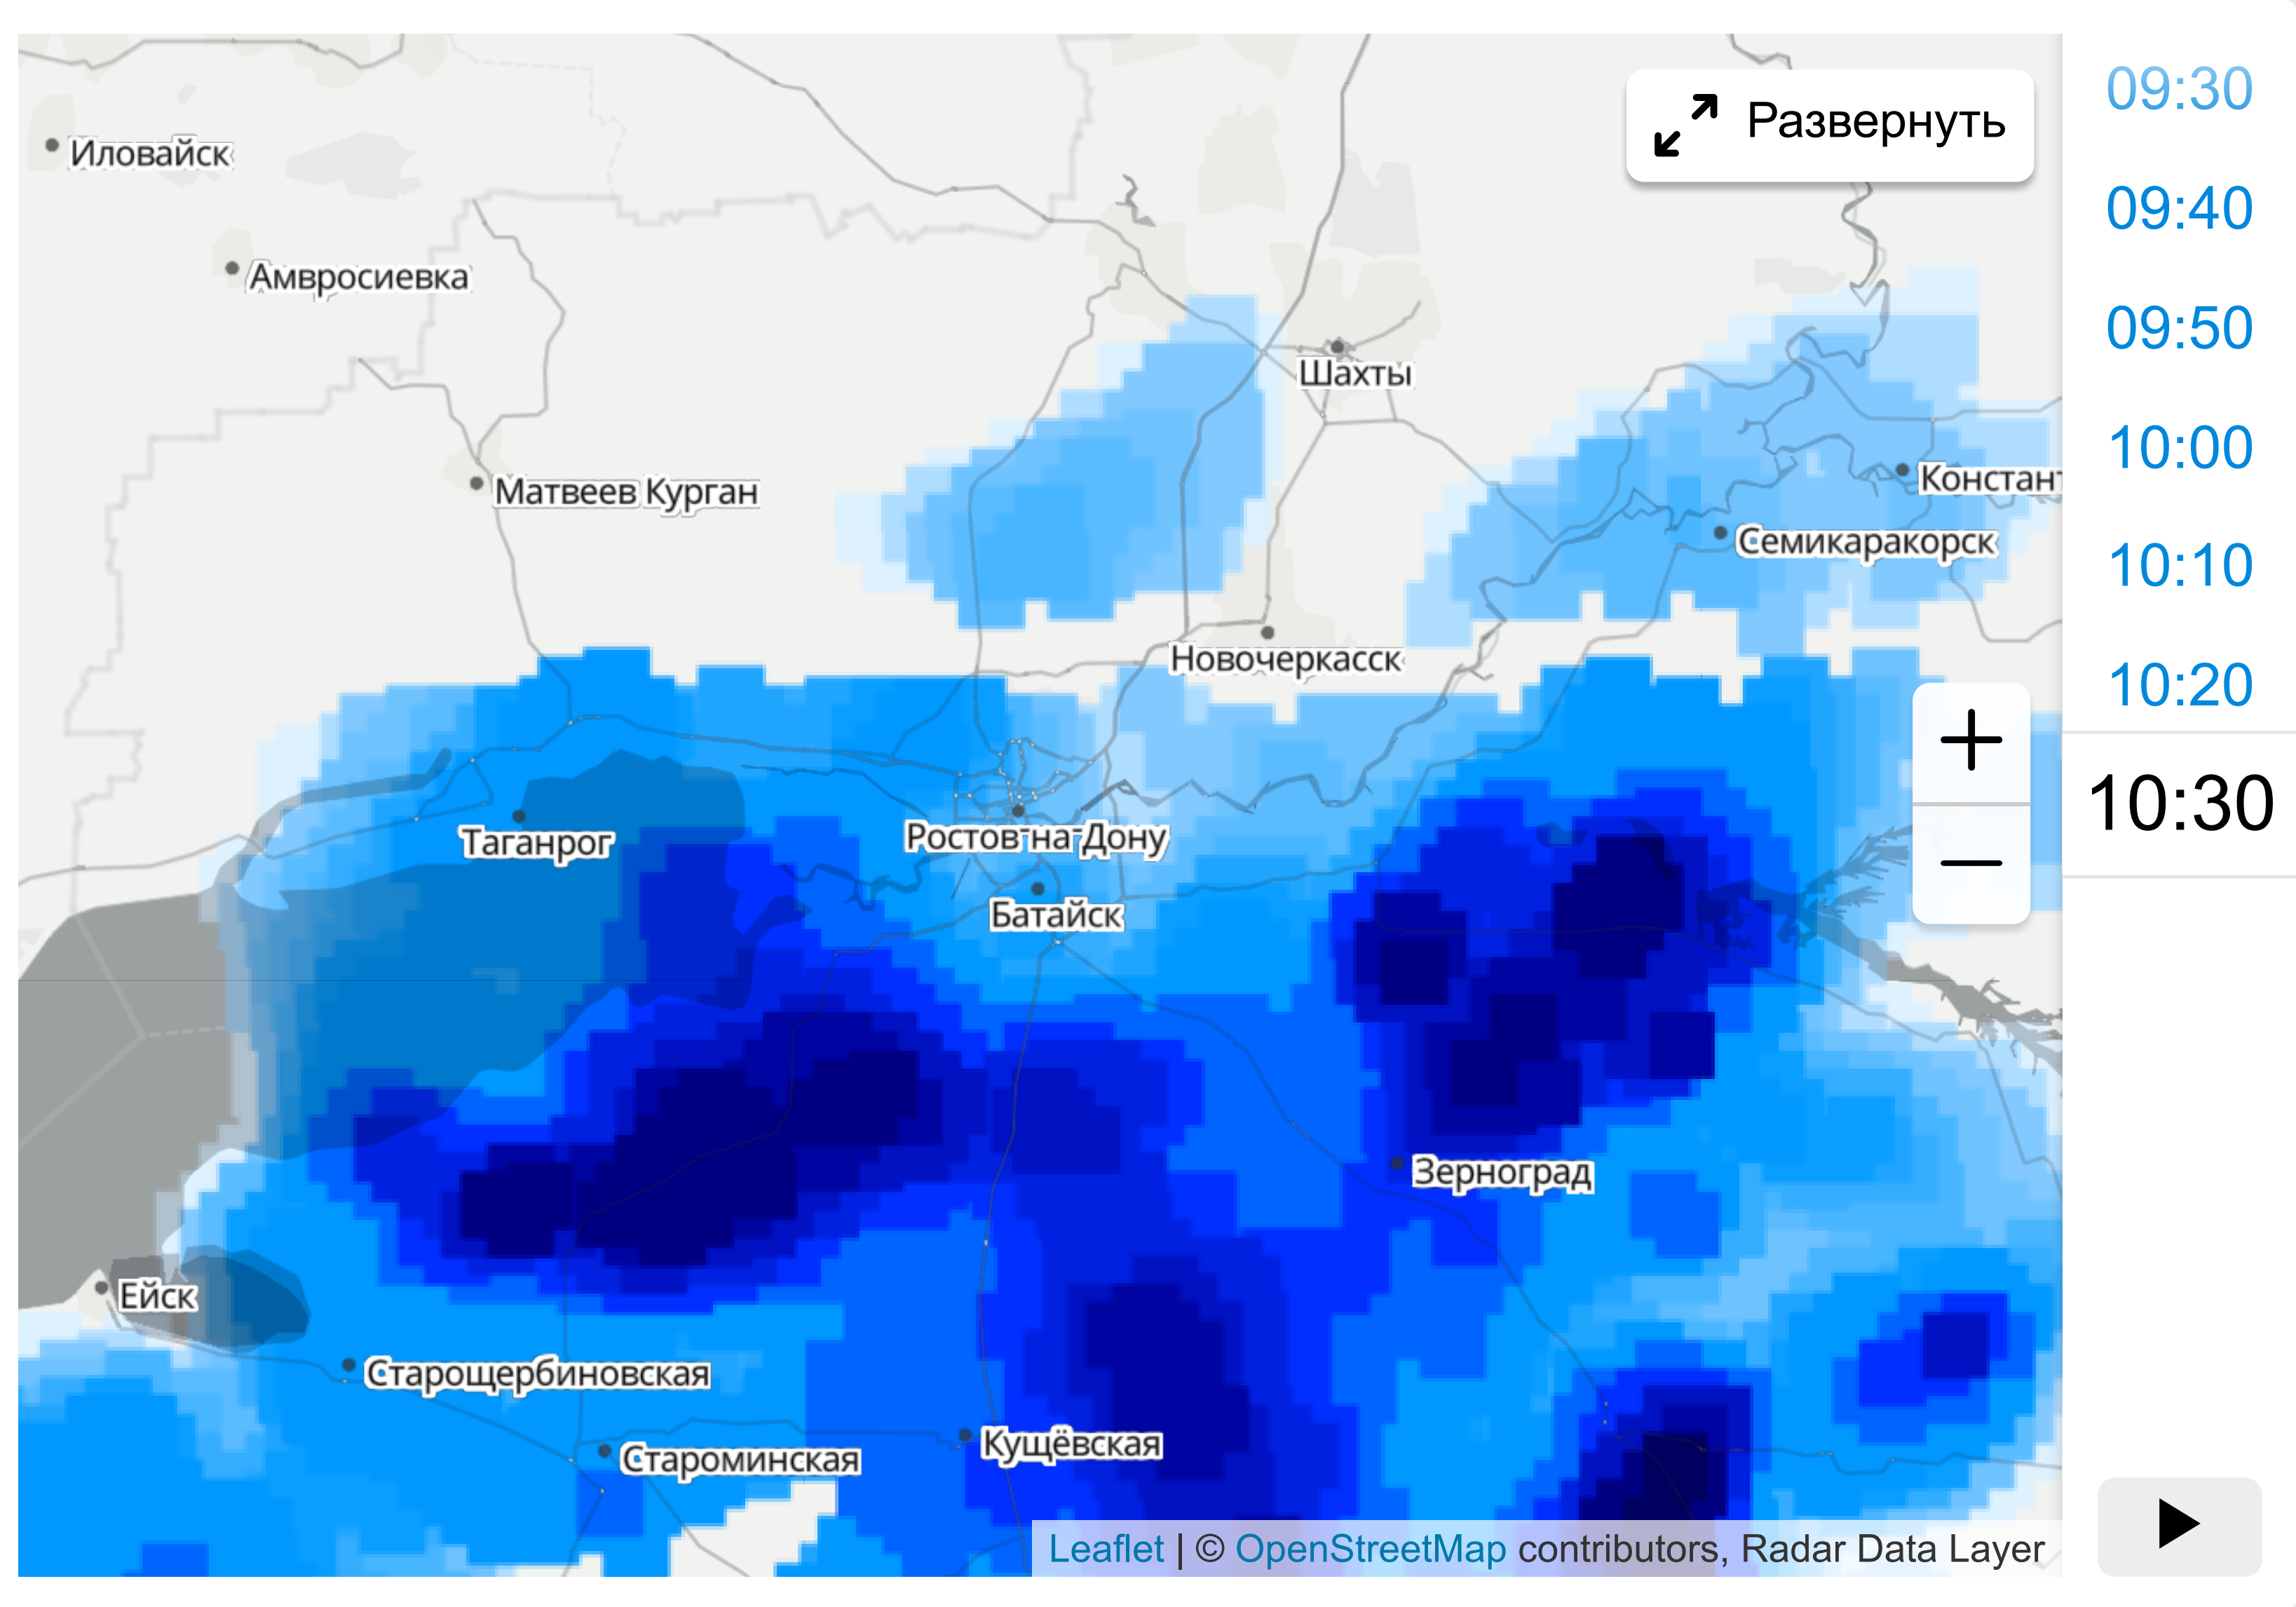 09:30
Развернуть
Иловайск
09:40
Амвросиевка
09:50
Шахты
10:00
Констант
Матвеев Курган
Семикаракорск
10:10
Новочеркасск
10:20
10:30
Таганрог
Ростов-на-Дону
Батайск
Зерноград
Ейск
Старощербиновская
Кущёвская
Староминская
Leaflet | © OpenStreetMap contributors, Radar Data Layer